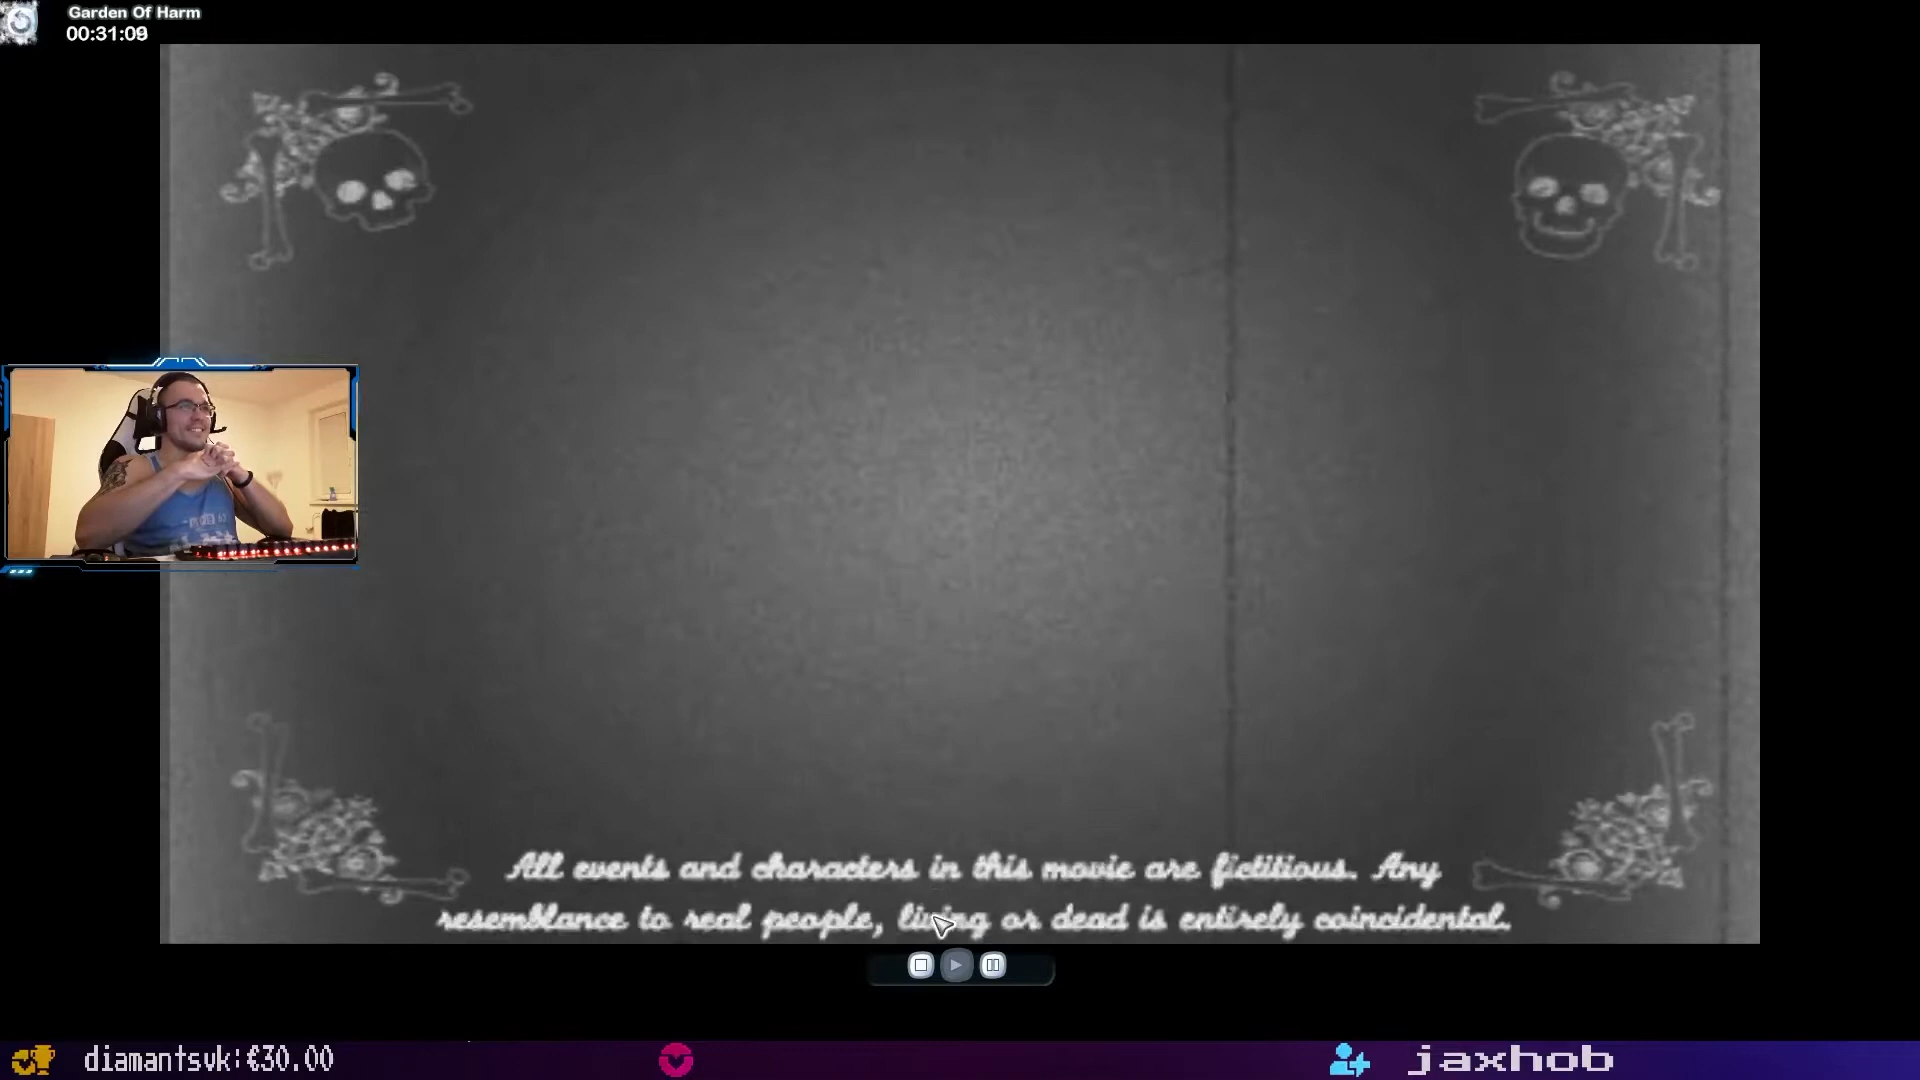 Garden Of Harm
00:31:09
All events and characters in this movie are fictitious. Any
resemblance to real people, living or dead is entirely coincidental.
diamantsvk:€30.00
jaxhob